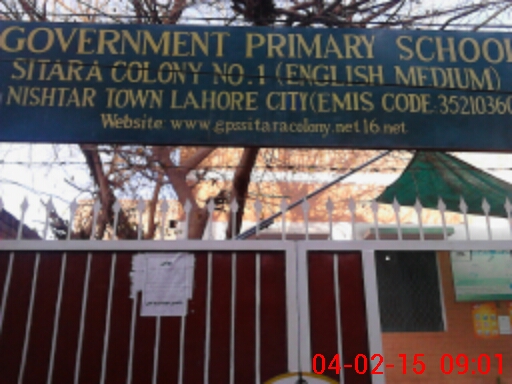 GOVERNMENT PRIMARY SCHOOL
SITARA COLONY NO.1 (ENGLISH MEDIUM)
NISHTAR TOWN LAHORE CITY(EMIS CODE.3521036
Website: www.gpssitaracolony.net16.net
04-02-15 09:01